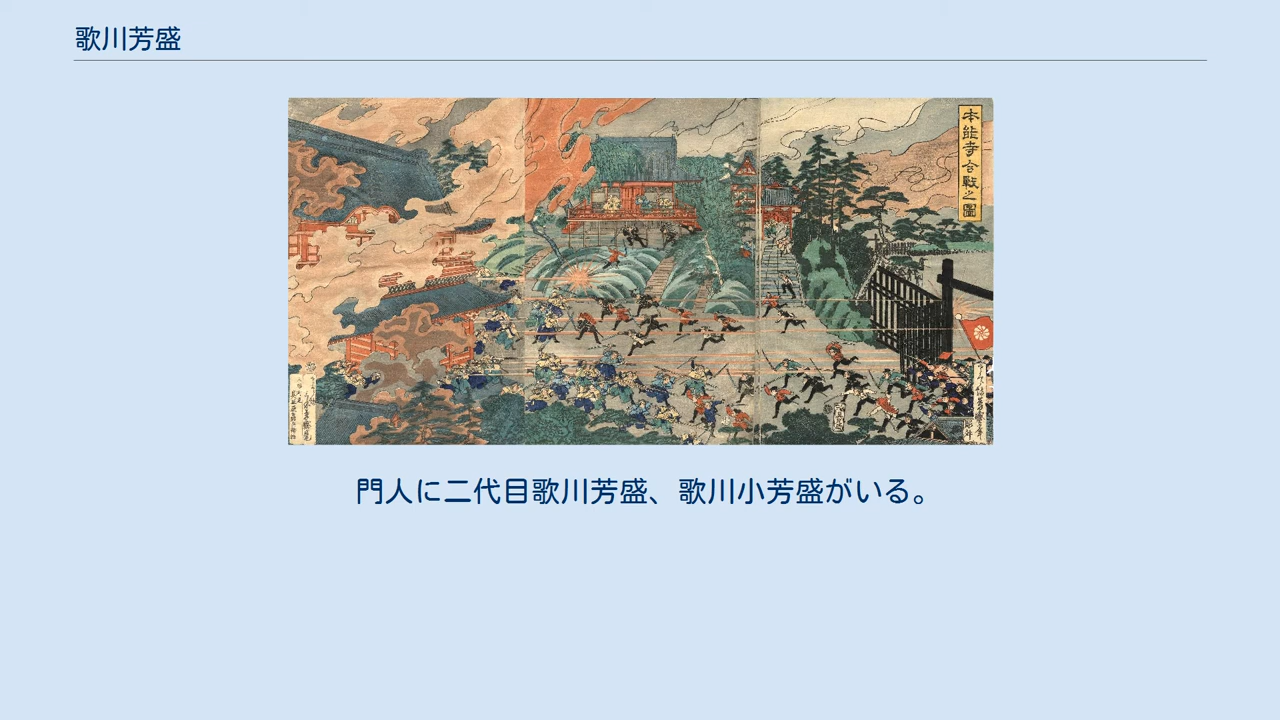 歌川芳盛
本能寺合戦之圖
門人に二代目歌川芳盛、歌川小芳盛がいる。